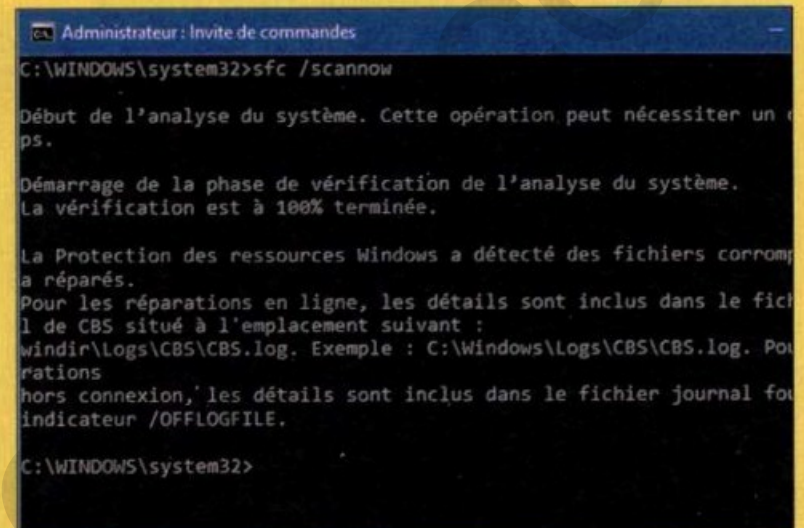 Administrateur : Invite de commandes
C:\WINDOWS\system32>sfc /scannow
Début de l'analyse du système. Cette opération peut nécessiter un
ps.
Démarrage de la phase de vérification de l'analyse du système.
La vérification est à 100% terminée.
La Protection des ressources Windows a détecté des fichiers
a réparés.
Pour les réparations en ligne, les détails sont inclus dans le
l de CBS situé à l'emplacement suivant :
windir\Logs\CBS\CBS.log. Exemple : C:\Windows\Logs\CBS\CBS.log.
rations
hors connexion, les détails sont inclus dans le fichier journal
indicateur /OFFLOGFILE.
C:\WINDOWS\system32>